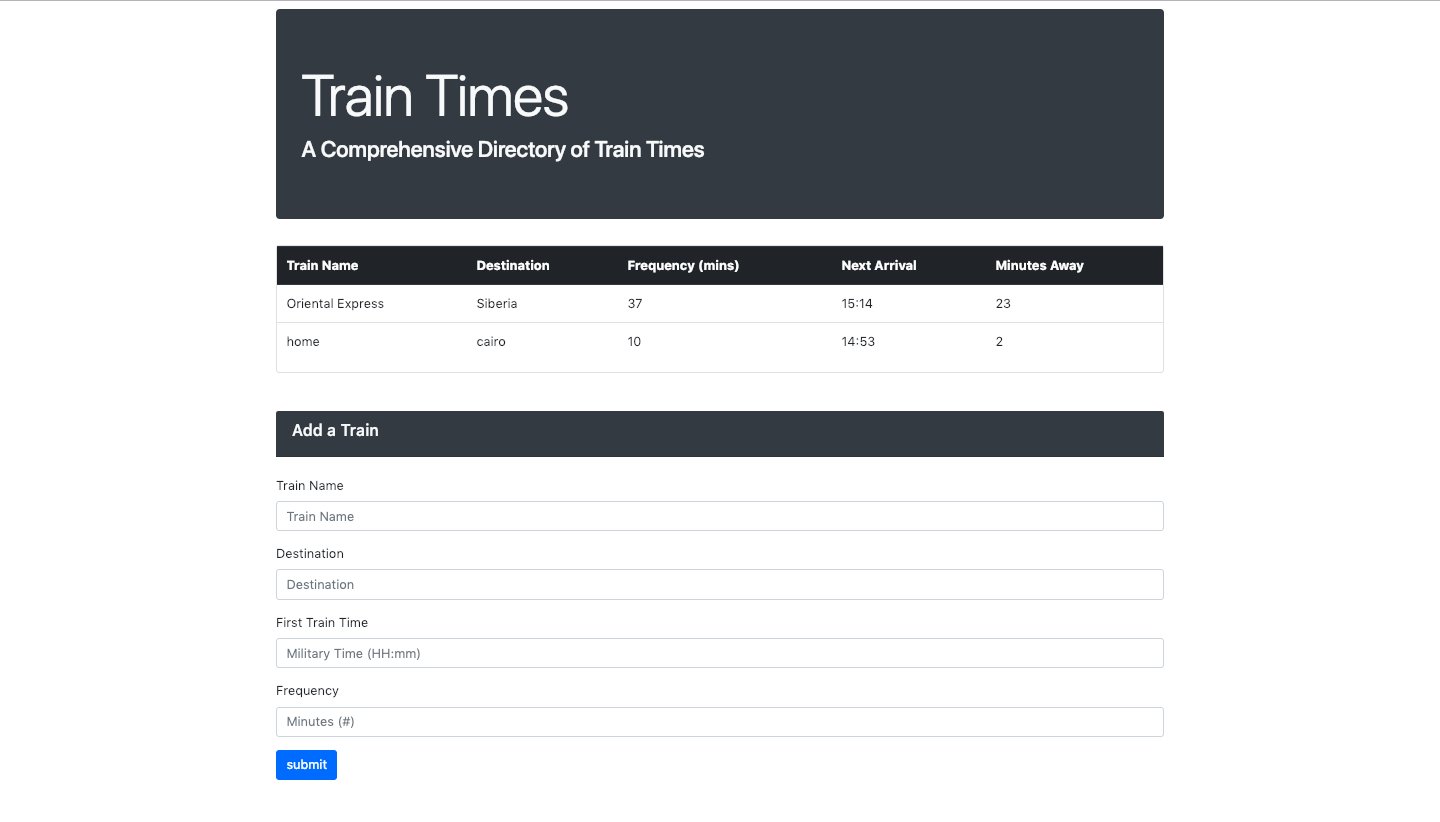 Train Times
A Comprehensive Directory of Train Times
Train Name Destination Frequency (mins) Next Arrival Minutes Away
Oriental Express Siberia 37 15:14 23
home cairo 10 14:53 2
Add a Train
Train Name
Train Name
Destination
Destination
First Train Time
Military Time (HH:mm)
Frequency
Minutes (#)
submit